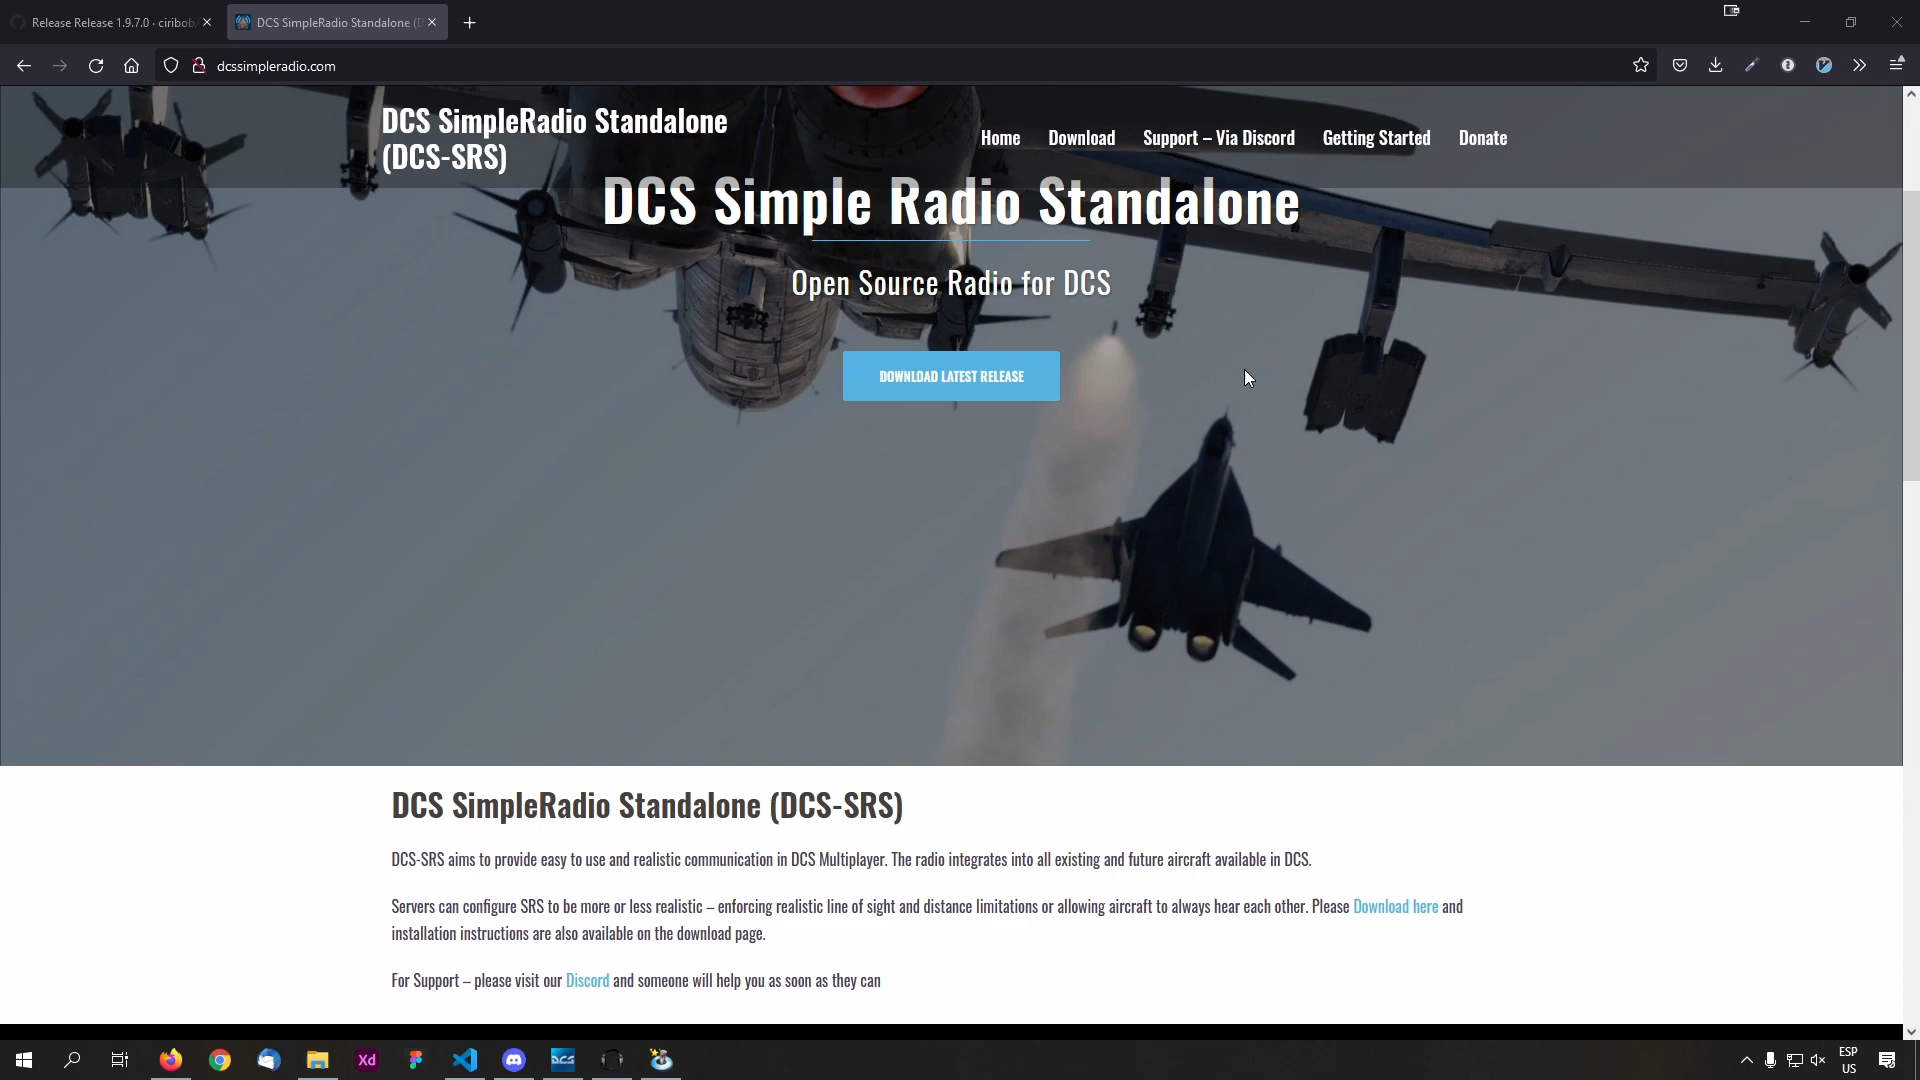 Release Release 1.9.7.0 · ciribob
DCS SimpleRadio Standalone (D
dcssimpleradio.com
DCS SimpleRadio Standalone
(DCS-SRS)
Home
Download
Support – Via Discord
Getting Started
Donate
DCS Simple Radio Standalone
Open Source Radio for DCS
DOWNLOAD LATEST RELEASE
DCS SimpleRadio Standalone (DCS-SRS)
DCS-SRS aims to provide easy to use and realistic communication in DCS Multiplayer. The radio integrates into all existing and future aircraft available in DCS.
Servers can configure SRS to be more or less realistic – enforcing realistic line of sight and distance limitations or allowing aircraft to always hear each other. Please Download here and
installation instructions are also available on the download page.
For Support – please visit our Discord and someone will help you as soon as they can
Xd
DCS
ESP
US